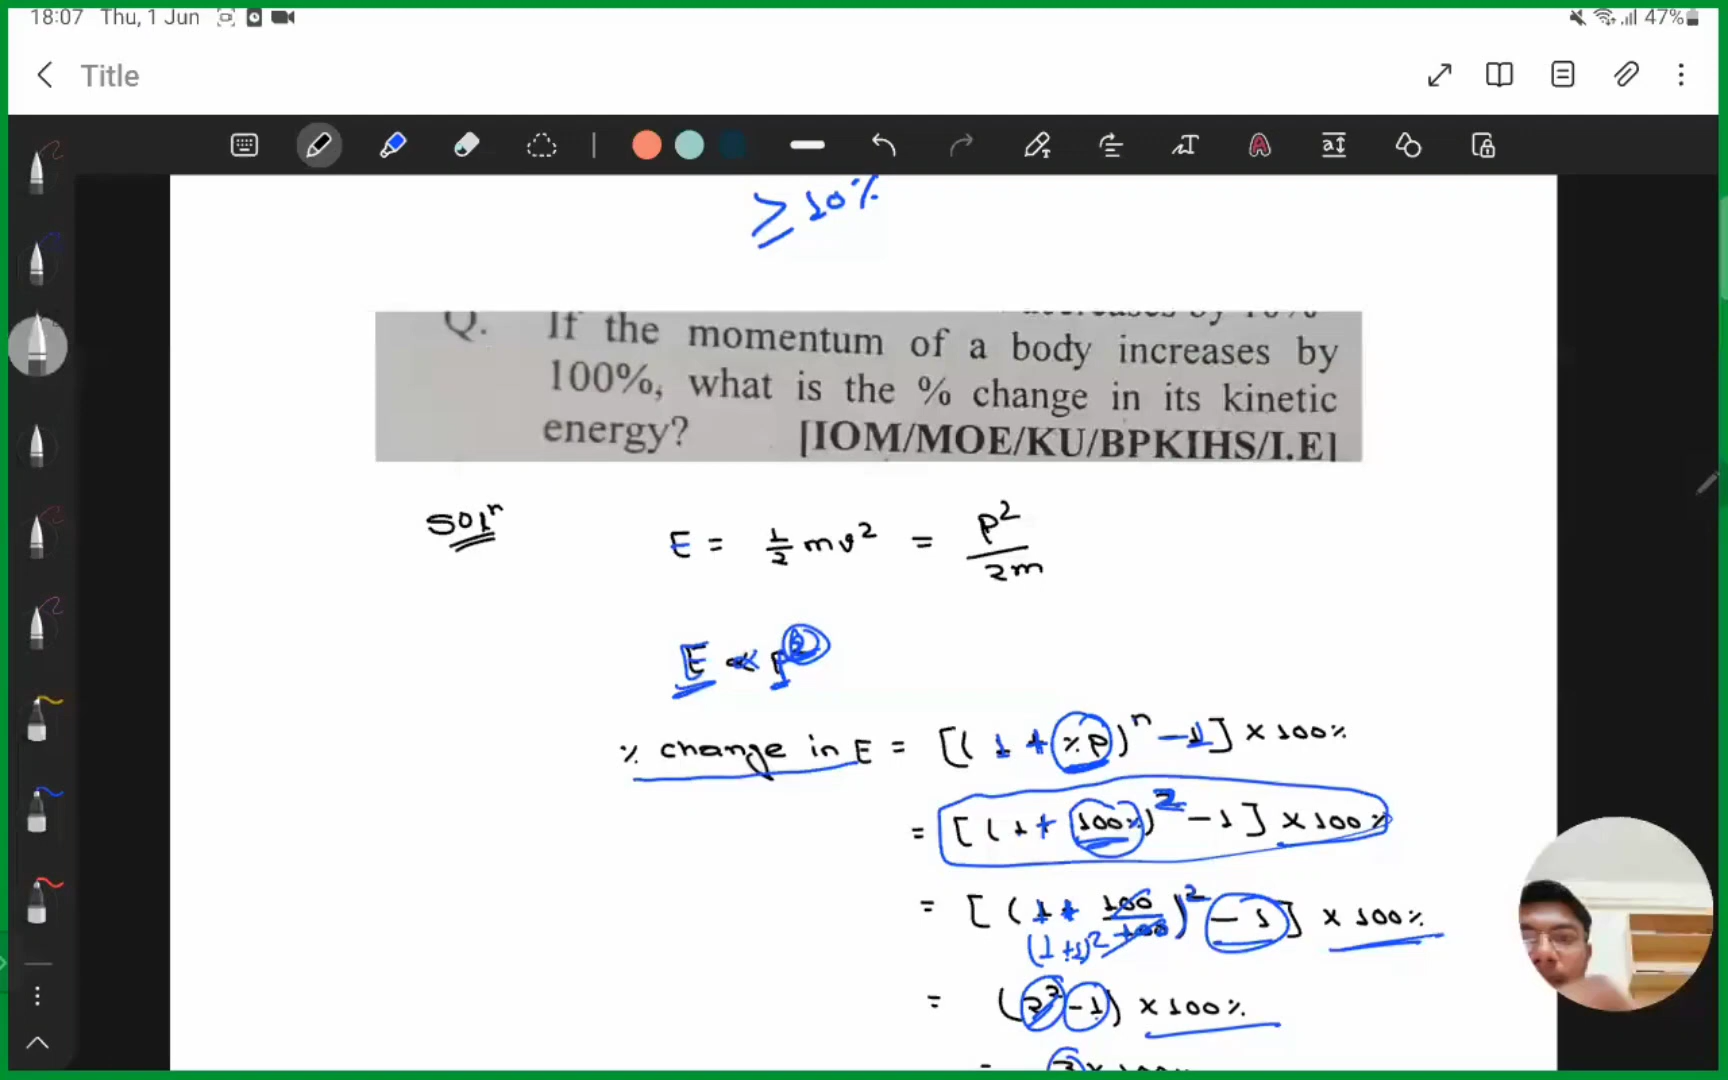 18:07 Thu, 1 Jun 47%
Title
≥ 10%
Q. If the momentum of a body increases by
100%, what is the % change in its kinetic
energy? [IOM/MOE/KU/BPKIHS/I.E]
Solⁿ
E = 1/2 mv² = P²/2m
E ∝ P²
% change in E = [(1 + %P)ⁿ - 1] × 100%
= [(1 + 100%)² - 1] × 100%
= [(1 + 100/100)² - 1] × 100%
(1+1)²
= (2² - 1) × 100%